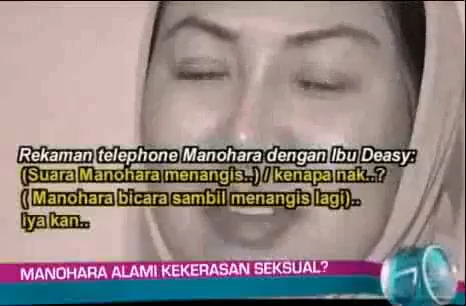 Rekaman telephone Manohara dengan Ibu Deasy:
(Suara Manohara menangis..) / kenapa nak..?
( Manohara bicara sambil menangis lagi)..
iya kan..
MANOHARA ALAMI KEKERASAN SEKSUAL?